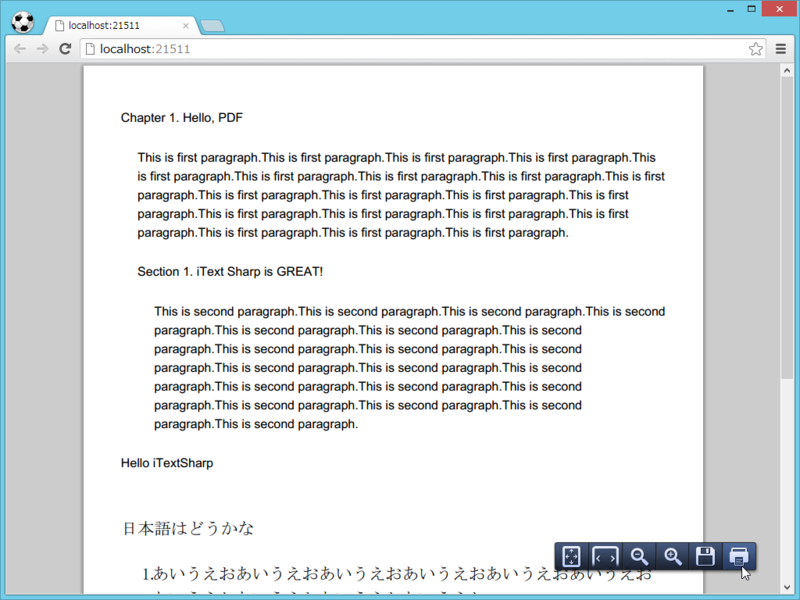 localhost:21511
localhost:21511
Chapter 1. Hello, PDF
This is first paragraph.This is first paragraph.This is first paragraph.This is first paragraph.This
is first paragraph.This is first paragraph.This is first paragraph.This is first paragraph.This is first
paragraph.This is first paragraph.This is first paragraph.This is first paragraph.This is first
paragraph.This is first paragraph.This is first paragraph.This is first paragraph.This is first
paragraph.This is first paragraph.This is first paragraph.This is first paragraph.
Section 1. iText Sharp is GREAT!
This is second paragraph.This is second paragraph.This is second paragraph.This is second
paragraph.This is second paragraph.This is second paragraph.This is second
paragraph.This is second paragraph.This is second paragraph.This is second
paragraph.This is second paragraph.This is second paragraph.This is second
paragraph.This is second paragraph.This is second paragraph.This is second
paragraph.This is second paragraph.This is second paragraph.This is second
paragraph.This is second paragraph.
Hello iTextSharp
日本語はどうかな
1.あいうえおあいうえおあいうえおあいうえおあいうえおあいうえお